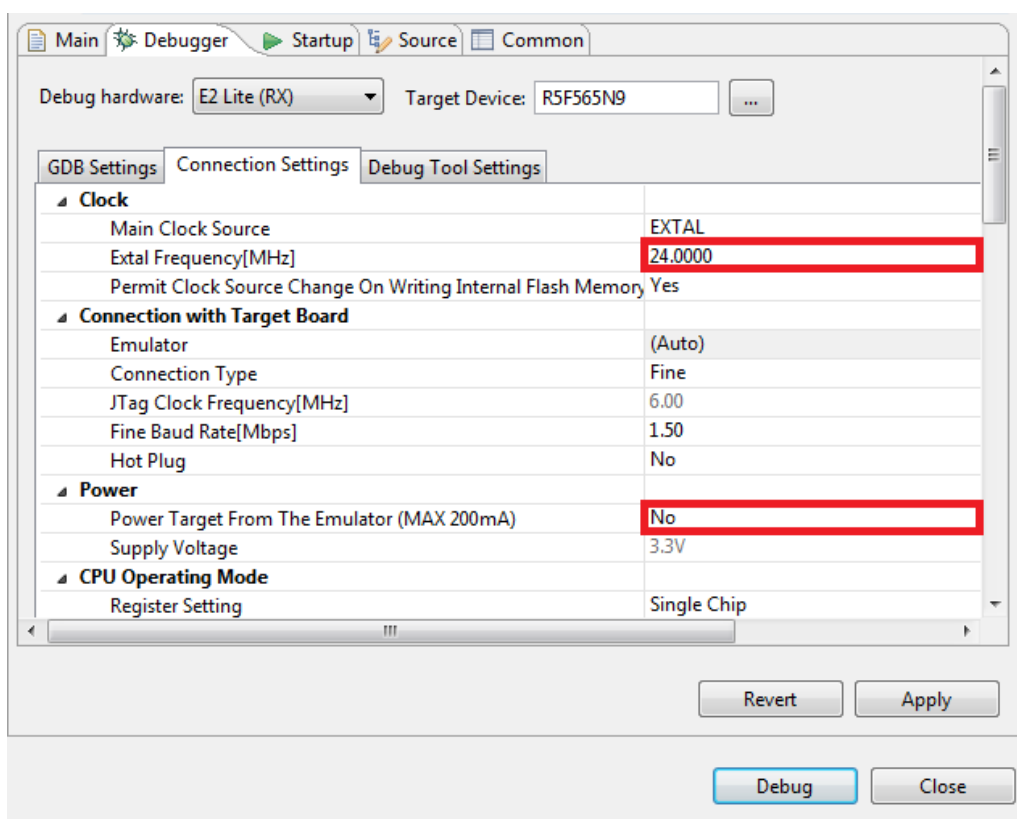 Main Debugger Startup Source Common
Debug hardware: E2 Lite (RX) Target Device: R5F565N9 ...
GDB Settings Connection Settings Debug Tool Settings
Clock
Main Clock Source EXTAL
Extal Frequency[MHz] 24.0000
Permit Clock Source Change On Writing Internal Flash Memory Yes
Connection with Target Board
Emulator (Auto)
Connection Type Fine
JTag Clock Frequency[MHz] 6.00
Fine Baud Rate[Mbps] 1.50
Hot Plug No
Power
Power Target From The Emulator (MAX 200mA) No
Supply Voltage 3.3V
CPU Operating Mode
Register Setting Single Chip
Revert Apply
Debug Close